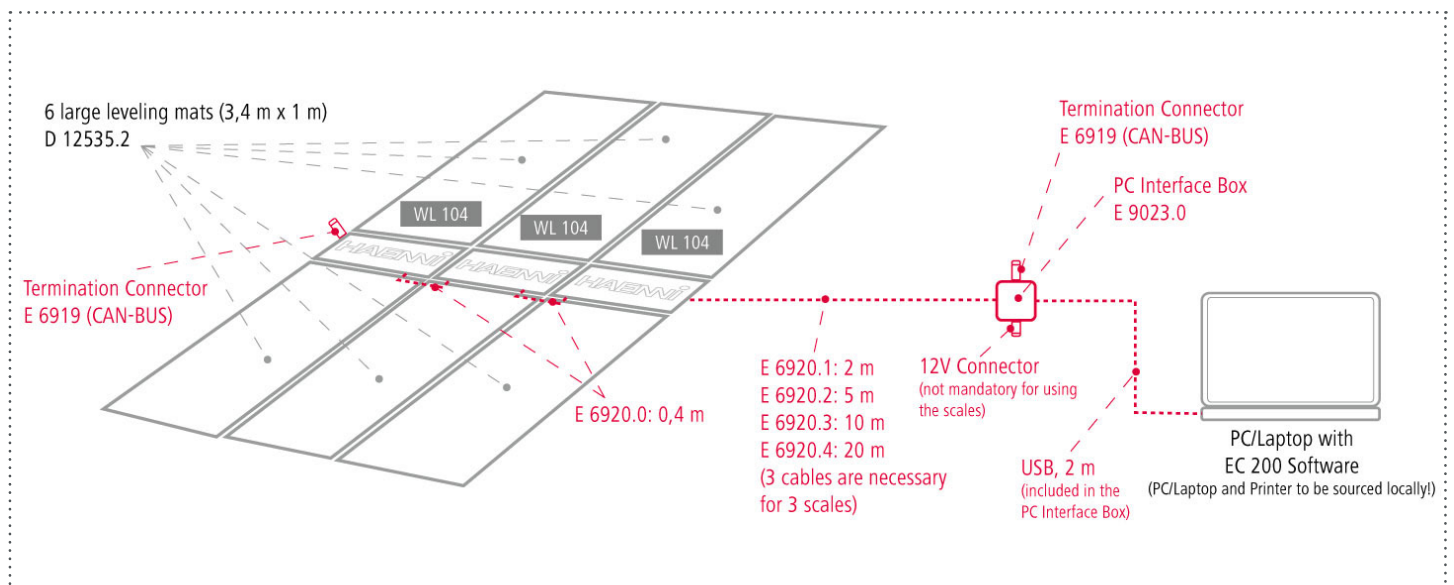 6 large leveling mats (3,4 m x 1 m)
D 12535.2
WL 104
WL 104
WL 104
HAENNI
HAENNI
HAENNI
Termination Connector
E 6919 (CAN-BUS)
E 6920.0: 0,4 m
E 6920.1: 2 m
E 6920.2: 5 m
E 6920.3: 10 m
E 6920.4: 20 m
(3 cables are necessary
for 3 scales)
Termination Connector
E 6919 (CAN-BUS)
PC Interface Box
E 9023.0
12V Connector
(not mandatory for using
the scales)
USB, 2 m
(included in the
PC Interface Box)
PC/Laptop with
EC 200 Software
(PC/Laptop and Printer to be sourced locally!)